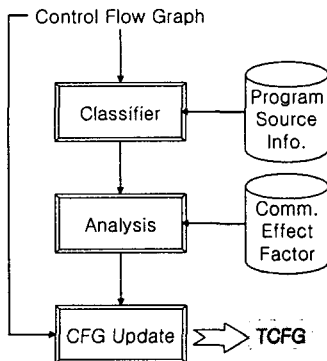 Control Flow Graph
Classifier
Program
Source
Info.
Analysis
Comm.
Effect
Factor
CFG Update
TCFG